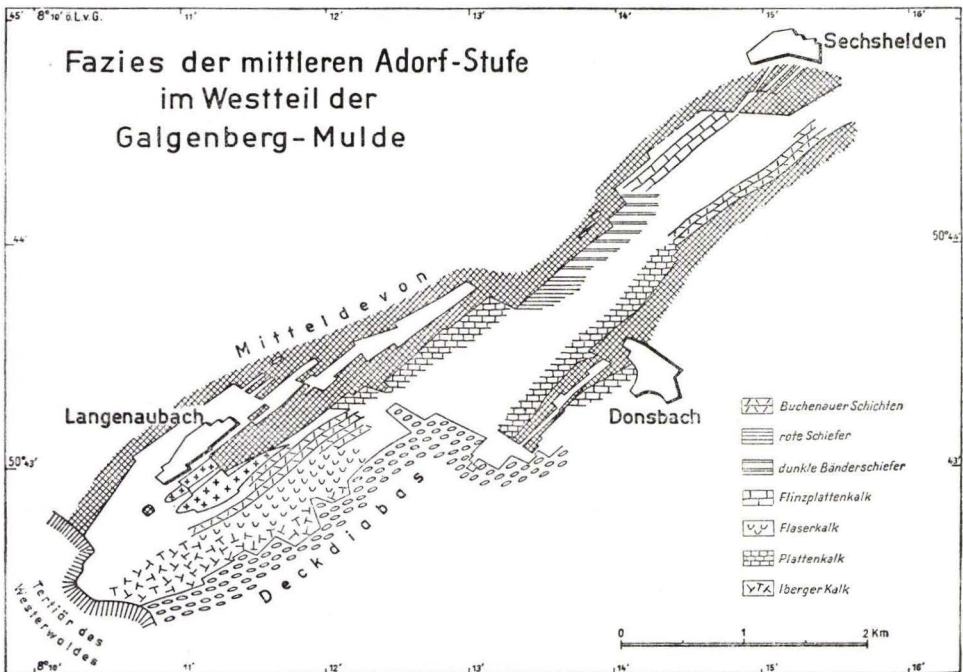 45' 8°10' ö.L.v.G. 11' 12' 13' 14' 15' 16'
Fazies der mittleren Adorf-Stufe
im Westteil der
Galgenberg-Mulde
Sechshelden
44' 50°44'
Mitteldevon
Langenaubach
Donsbach
50°43' 43'
Deckdiabas
Tertiär des
Westerwaldes
Buchenauer Schichten
rote Schiefer
dunkle Bänderschiefer
Flinzplattenkalk
Flaserkalk
Plattenkalk
Iberger Kalk
0 1 2 Km
8°10' 11' 12' 13' 14' 15' 16'